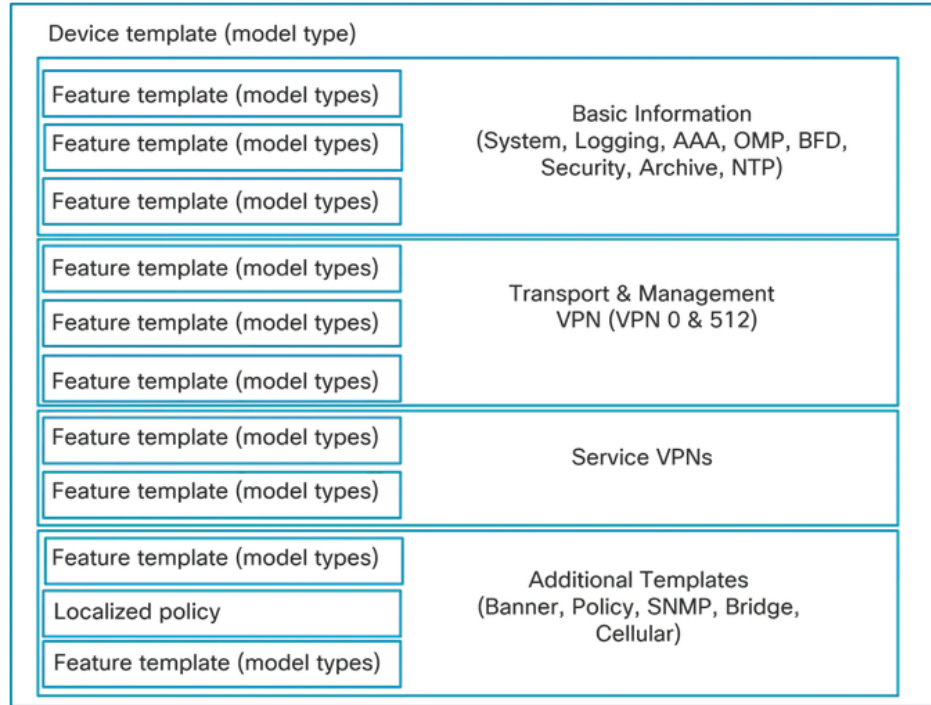 Device template (model type)
Feature template (model types)
Feature template (model types)
Feature template (model types)
Basic Information
(System, Logging, AAA, OMP, BFD,
Security, Archive, NTP)
Feature template (model types)
Feature template (model types)
Feature template (model types)
Transport & Management
VPN (VPN 0 & 512)
Feature template (model types)
Feature template (model types)
Service VPNs
Feature template (model types)
Localized policy
Feature template (model types)
Additional Templates
(Banner, Policy, SNMP, Bridge,
Cellular)